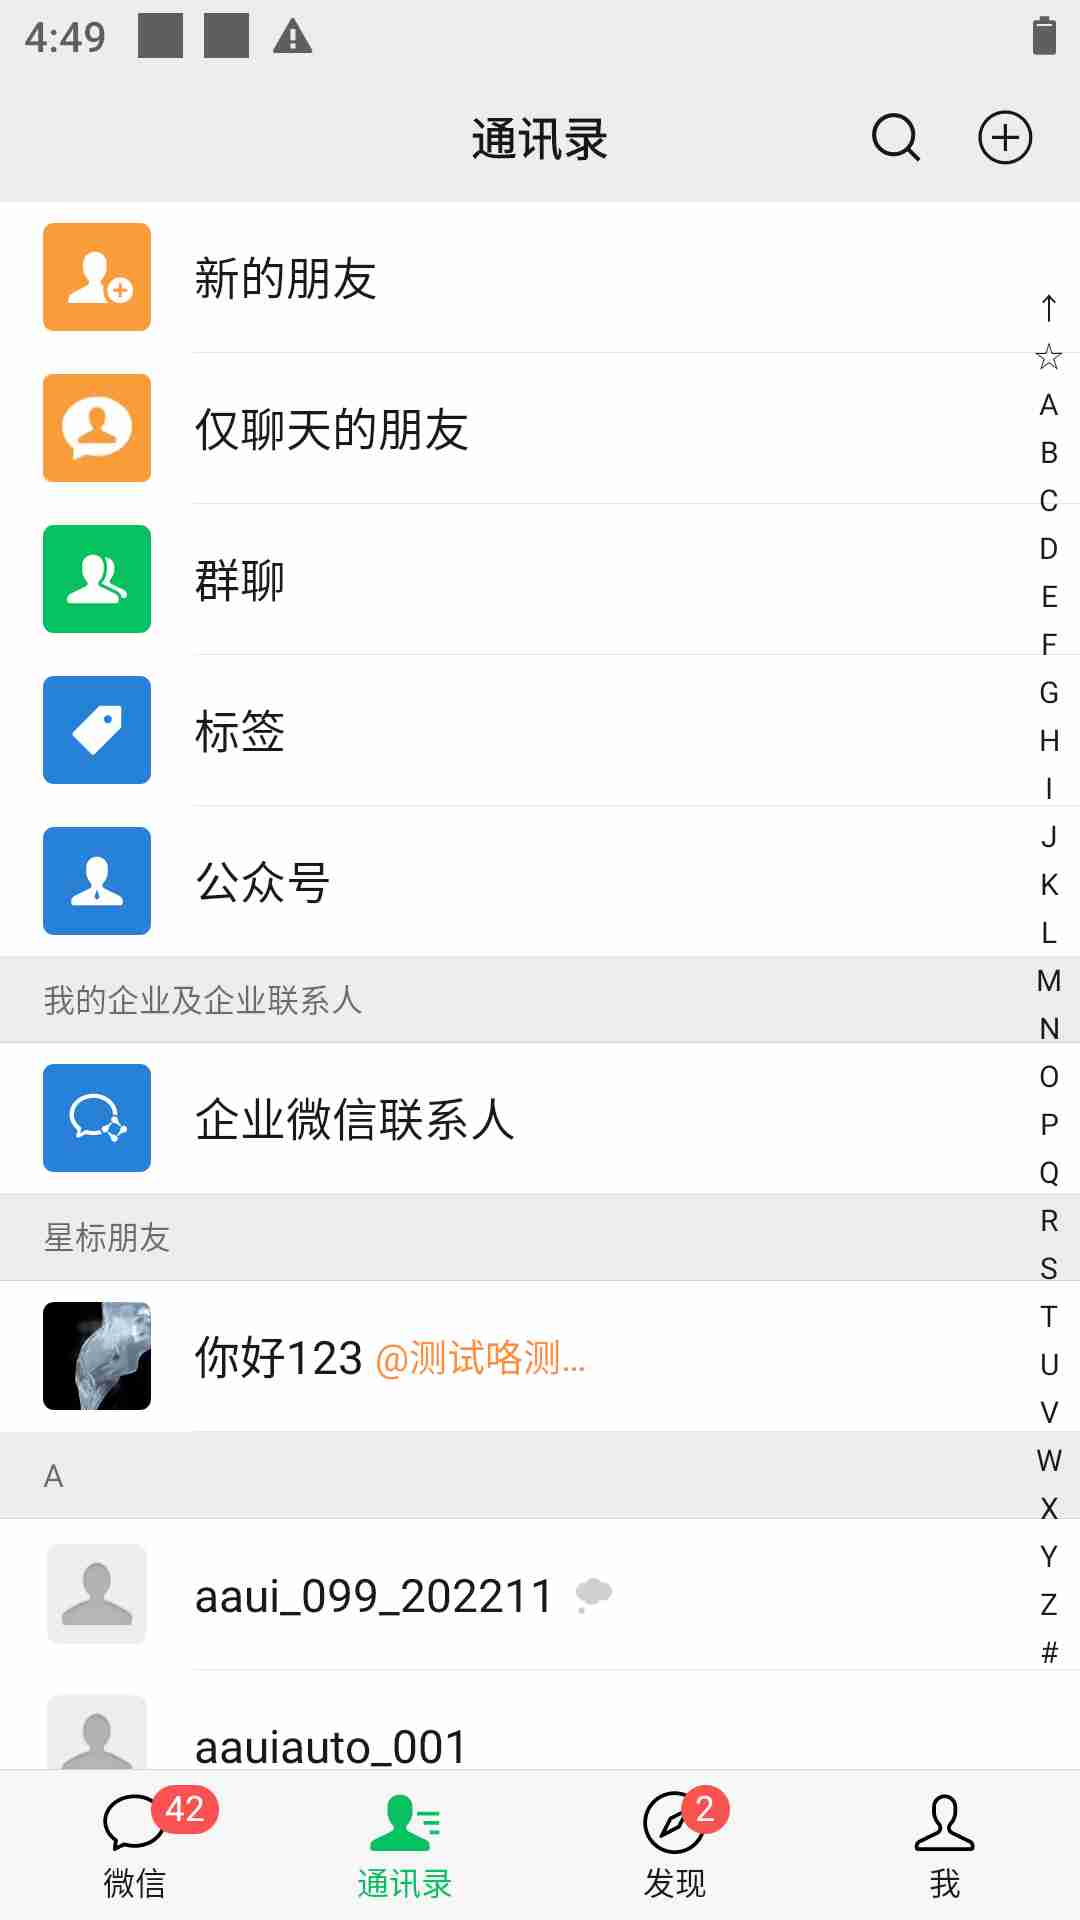 4:49
通讯录
新的朋友
仅聊天的朋友
群聊
标签
公众号
我的企业及企业联系人
企业微信联系人
星标朋友
你好123 @测试咯测...
A
aaui_099_202211
aauiauto_001
↑
☆
A
B
C
D
E
F
G
H
I
J
K
L
M
N
O
P
Q
R
S
T
U
V
W
X
Y
Z
#
42
2
微信
通讯录
发现
我